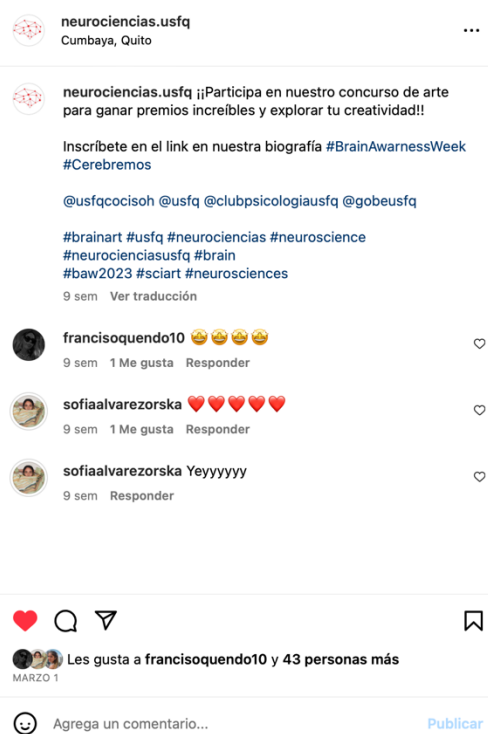 neurociencias.usfq
Cumbaya, Quito
neurociencias.usfq ¡¡Participa en nuestro concurso de arte
para ganar premios increíbles y explorar tu creatividad!!
Inscríbete en el link en nuestra biografía #BrainAwarnessWeek
#Cerebremos
@usfqcocisoh @usfq @clubpsicologiausfq @gobeusfq
#brainart #usfq #neurociencias #neuroscience
#neurocienciasusfq #brain
#baw2023 #sciart #neurosciences
9 sem Ver traducción
francisoquendo10 🤩🤩🤩🤩
9 sem 1 Me gusta Responder
sofiaalvarezorska ❤️❤️❤️❤️❤️
9 sem 1 Me gusta Responder
sofiaalvarezorska Yeyyyyyy
9 sem Responder
Les gusta a francisoquendo10 y 43 personas más
MARZO 1
Agrega un comentario... Publicar